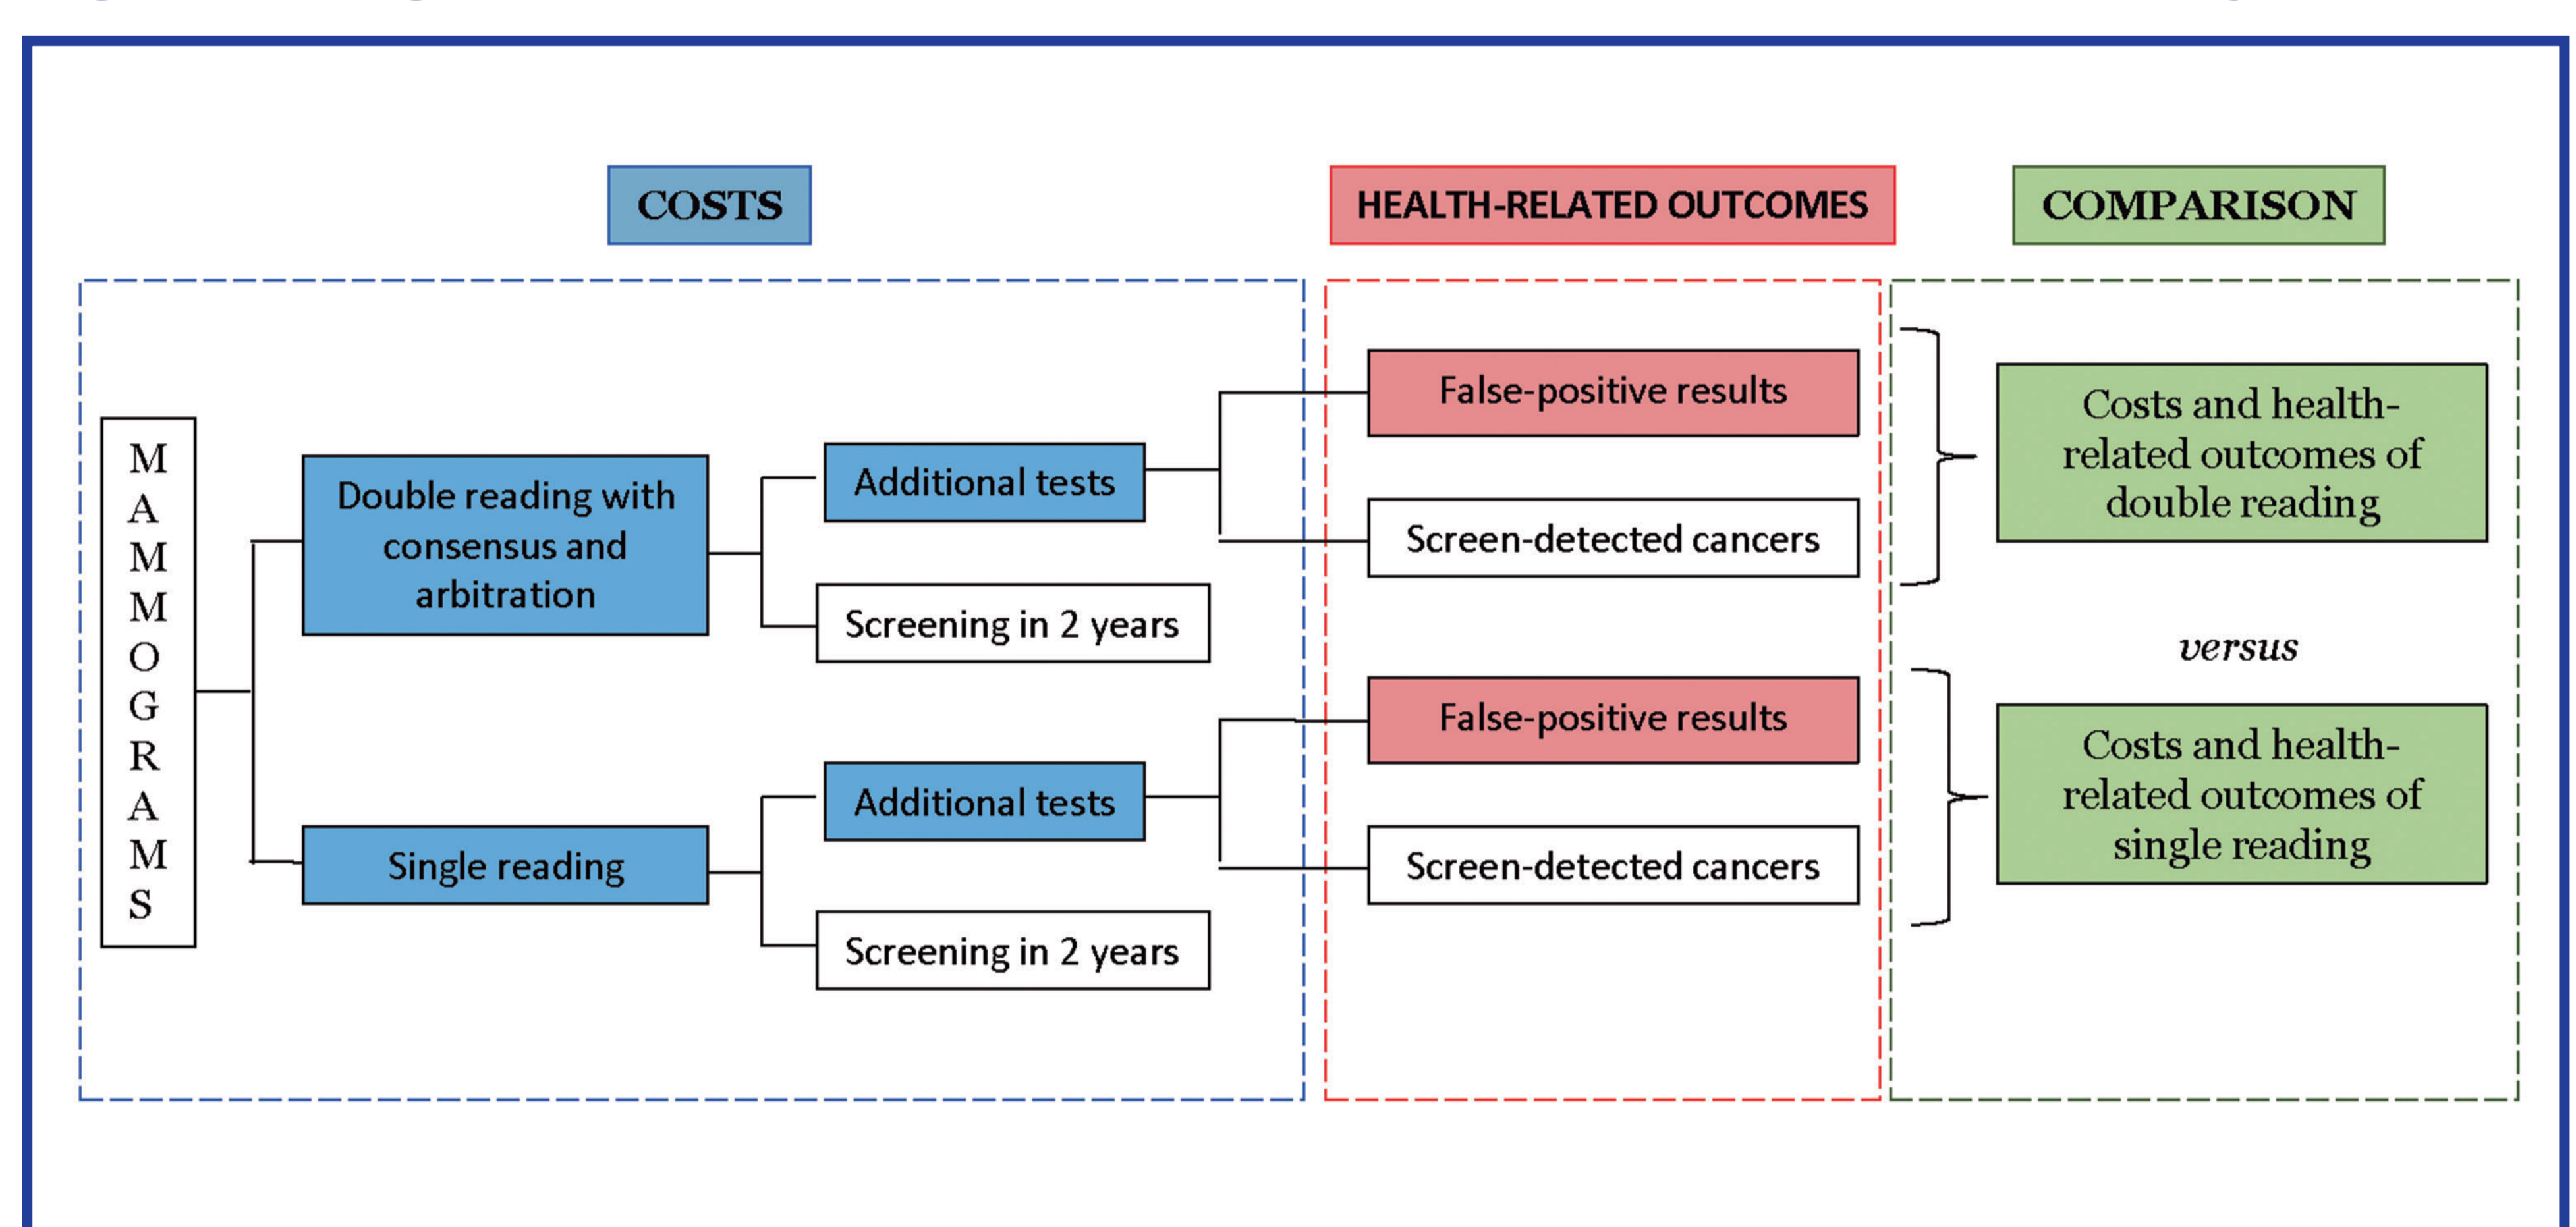 COSTS
HEALTH-RELATED OUTCOMES
COMPARISON
M
A
M
M
O
G
R
A
M
S
Double reading with
consensus and
arbitration
Additional tests
Screening in 2 years
False-positive results
Screen-detected cancers
Costs and health-
related outcomes of
double reading
versus
Single reading
Additional tests
Screening in 2 years
False-positive results
Screen-detected cancers
Costs and health-
related outcomes of
single reading